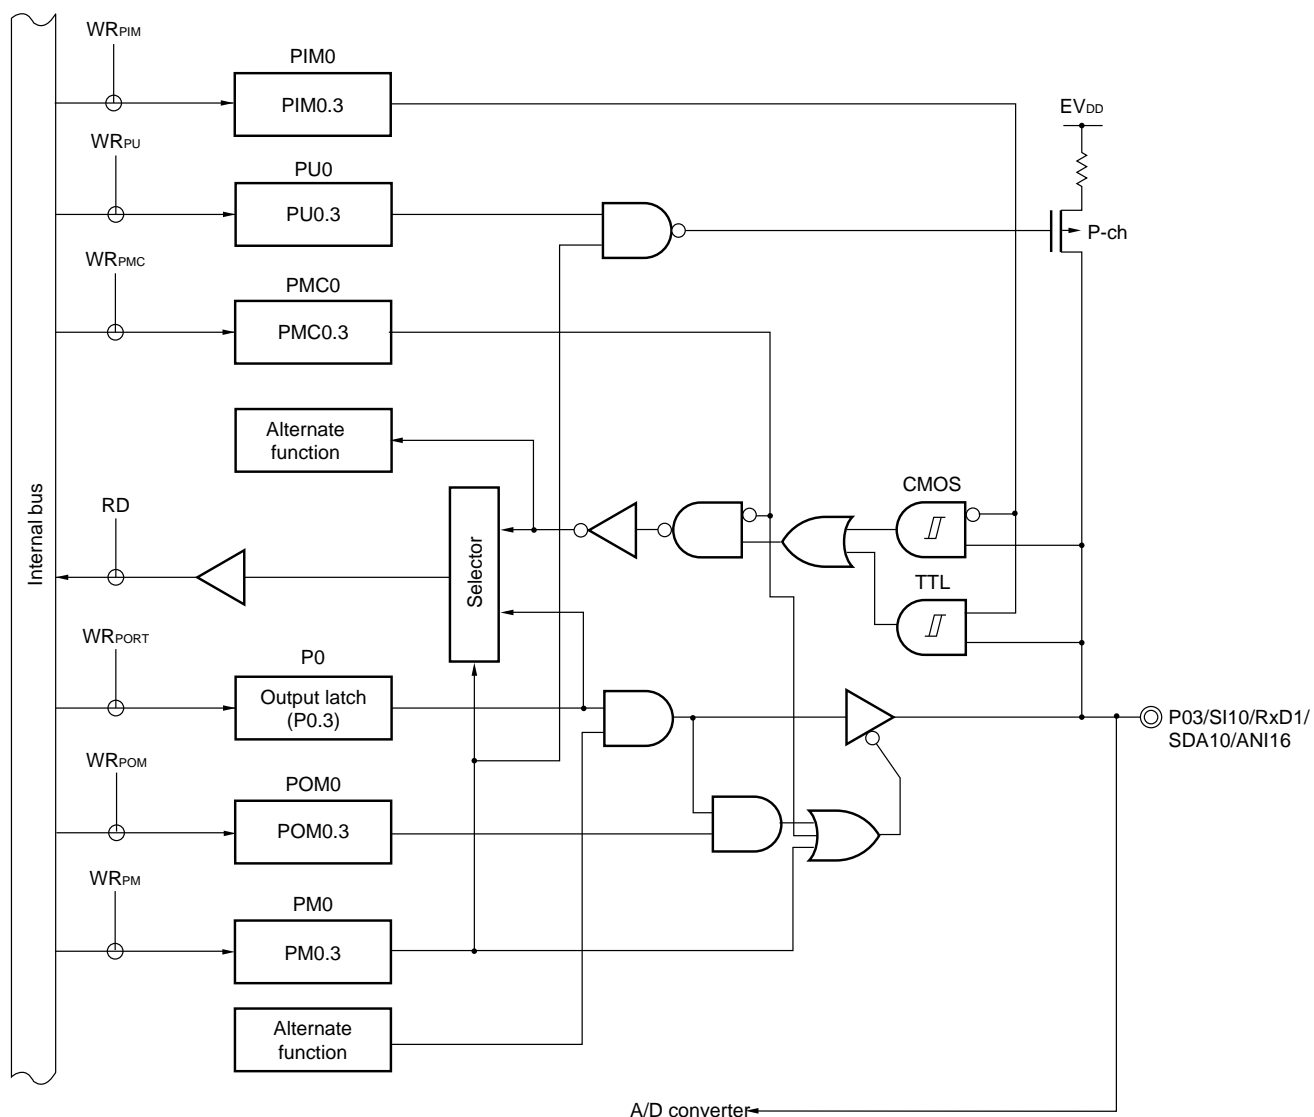 WRPIM
PIM0
PIM0.3
EVDD
WRPU
PU0
PU0.3
P-ch
WRPMC
PMC0
PMC0.3
Alternate
function
CMOS
RD
Internal bus
Selector
TTL
WRPORT
P0
Output latch
(P0.3)
P03/SI10/RxD1/
SDA10/ANI16
WRPOM
POM0
POM0.3
WRPM
PM0
PM0.3
Alternate
function
A/D converter